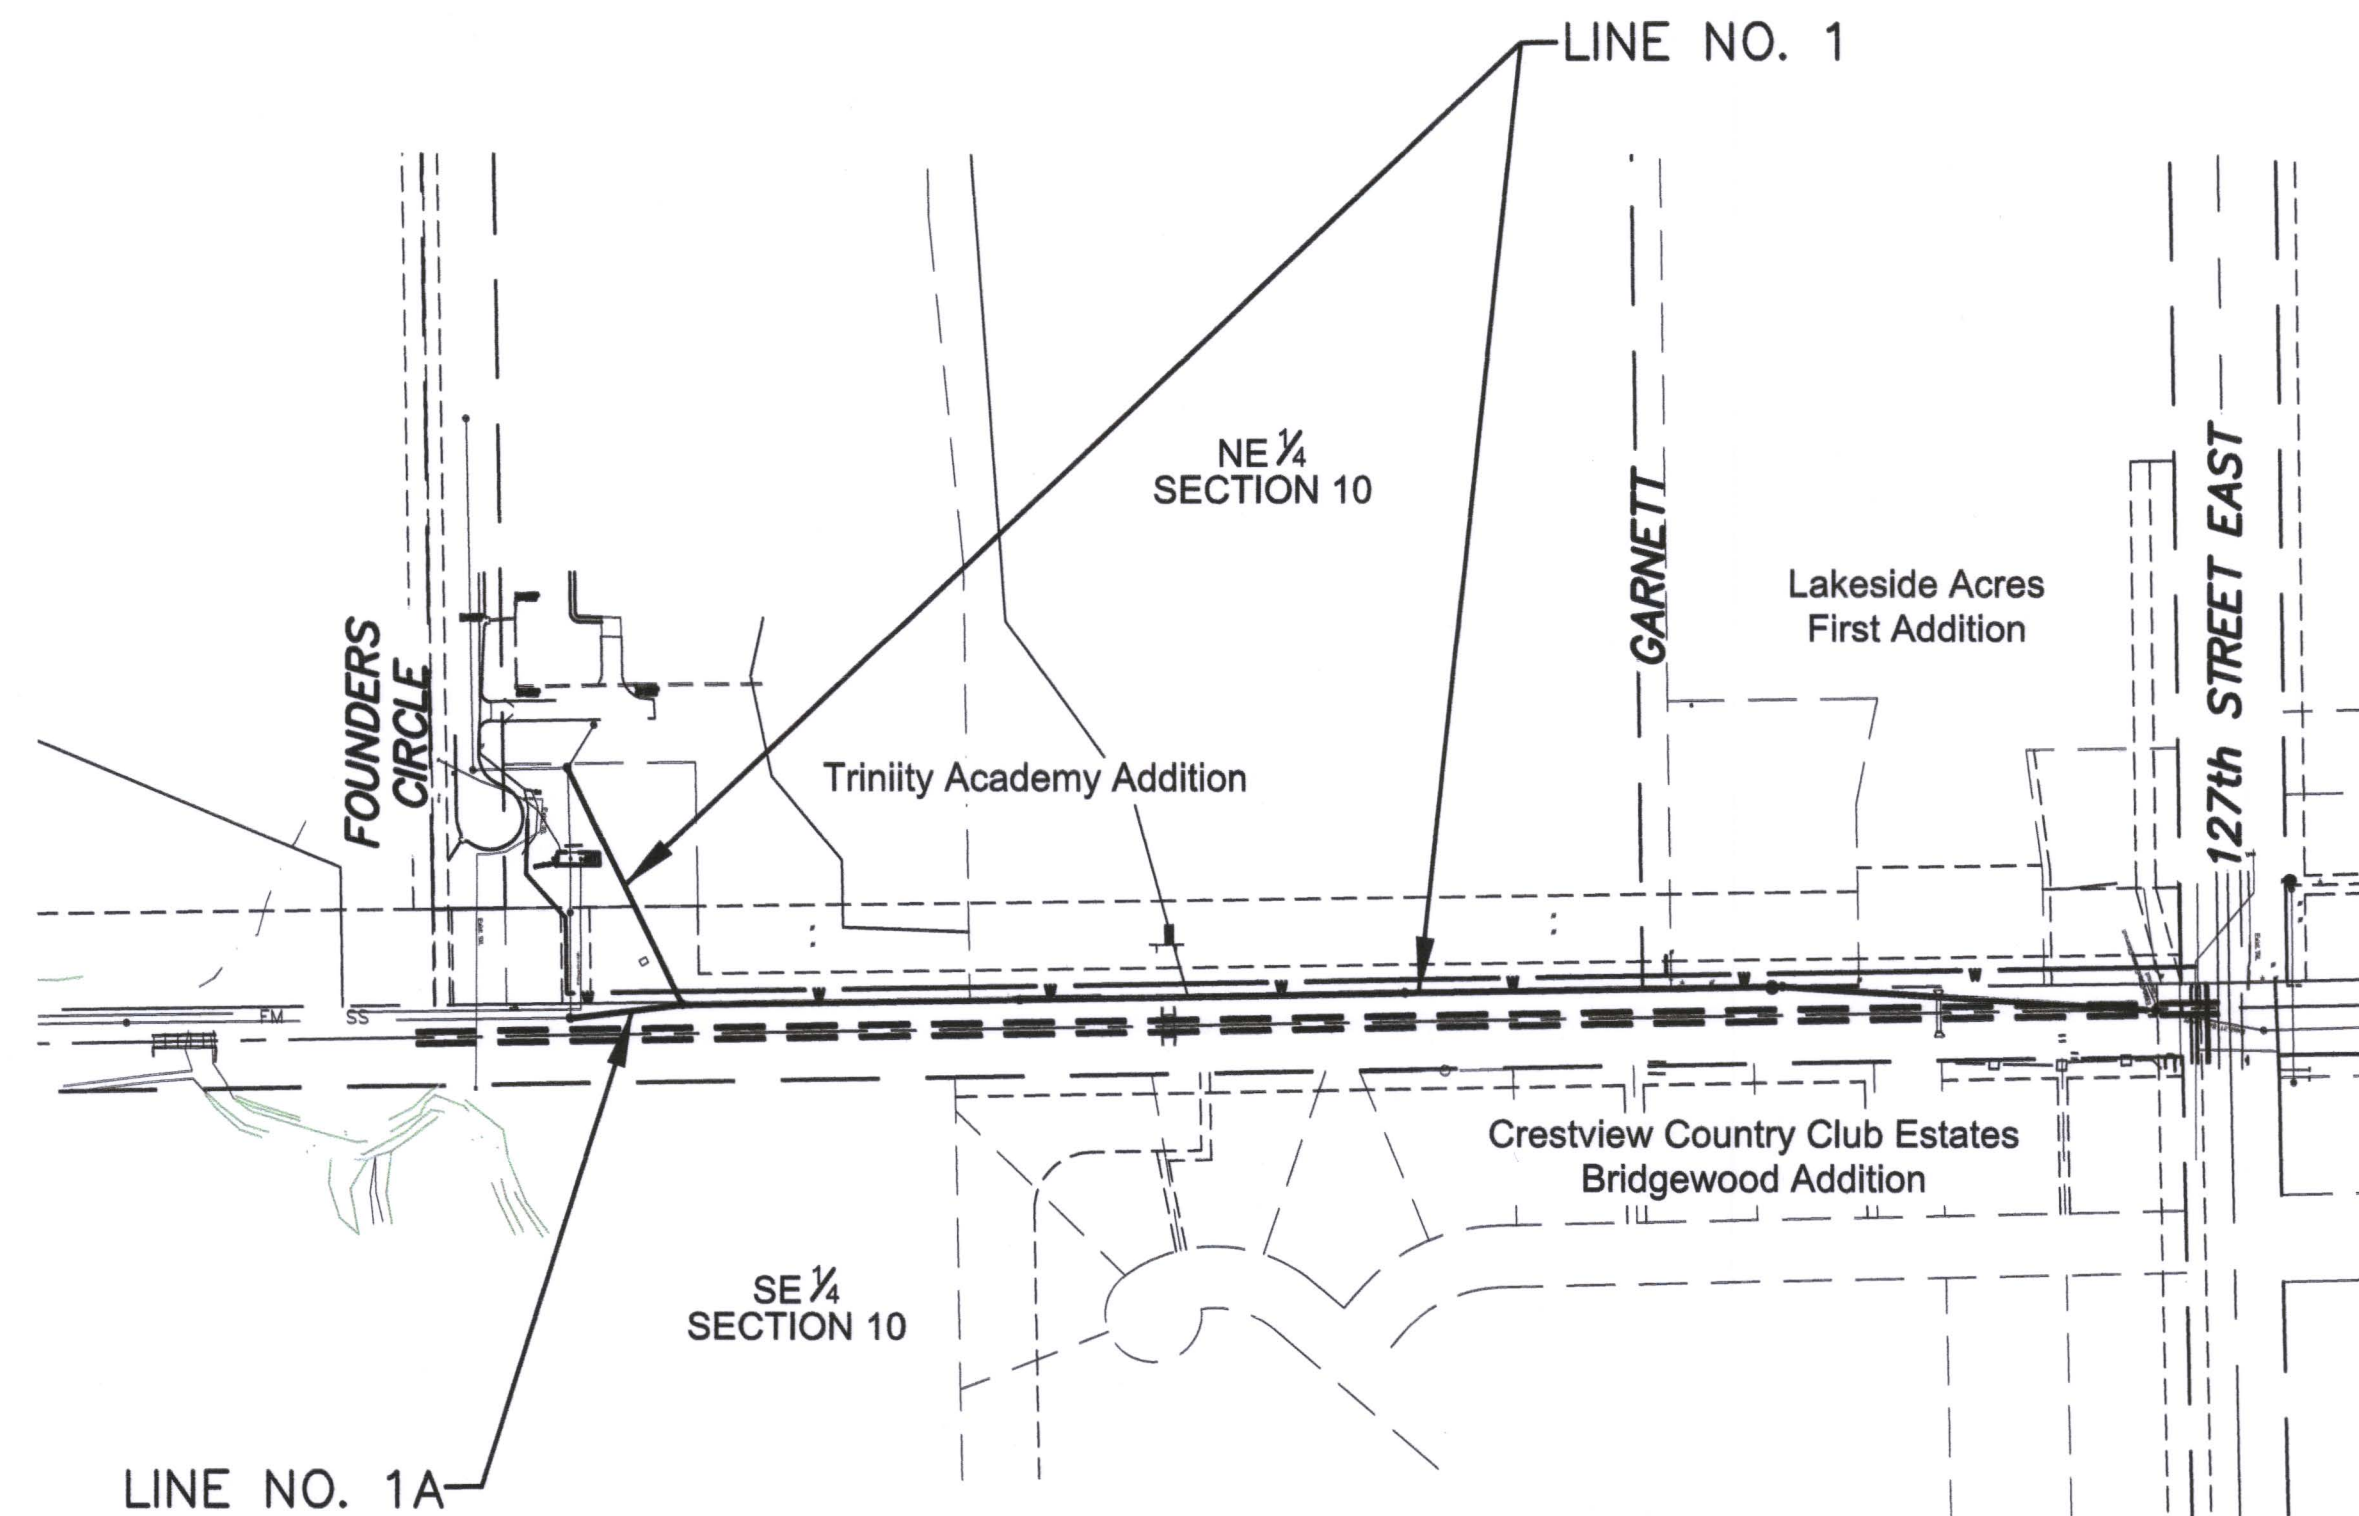 LINE NO. 1
NE 1/4
SECTION 10
GARNETT
Lakeside Acres
First Addition
127th STREET EAST
FOUNDERS
CIRCLE
Triniity Academy Addition
W
W
W
W
W
W
W
FM
SS
Crestview Country Club Estates
Bridgewood Addition
SE 1/4
SECTION 10
LINE NO. 1A